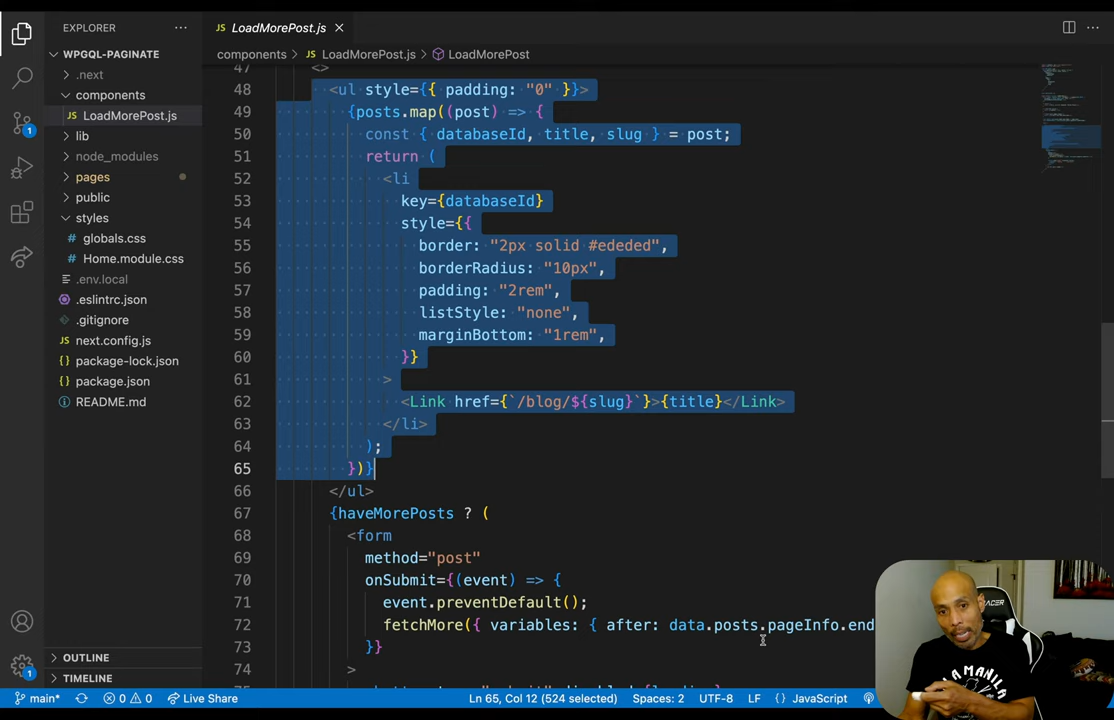 EXPLORER
WPGQL-PAGINATE
.next
components
JS LoadMorePost.js
lib
node_modules
pages
public
styles
# globals.css
# Home.module.css
.env.local
.eslintrc.json
.gitignore
JS next.config.js
{} package-lock.json
{} package.json
README.md
OUTLINE
TIMELINE
1
1
JS LoadMorePost.js
components > JS LoadMorePost.js > LoadMorePost
47 <>
48 <ul style={{ padding: "0" }}>
49 {posts.map((post) => {
50 const { databaseId, title, slug } = post;
51 return (
52 <li
53 key={databaseId}
54 style={{
55 border: "2px solid #ededed",
56 borderRadius: "10px",
57 padding: "2rem",
58 listStyle: "none",
59 marginBottom: "1rem",
60 }}
61 >
62 <Link href={`/blog/${slug}`}>{title}</Link>
63 </li>
64 );
65 })}
66 </ul>
67 {haveMorePosts ? (
68 <form
69 method="post"
70 onSubmit={(event) => {
71 event.preventDefault();
72 fetchMore({ variables: { after: data.posts.pageInfo.end
73 }}
74 >
LA MANILA
main*
0 0
Live Share
Ln 65, Col 12 (524 selected)
Spaces: 2
UTF-8
LF
{} JavaScript